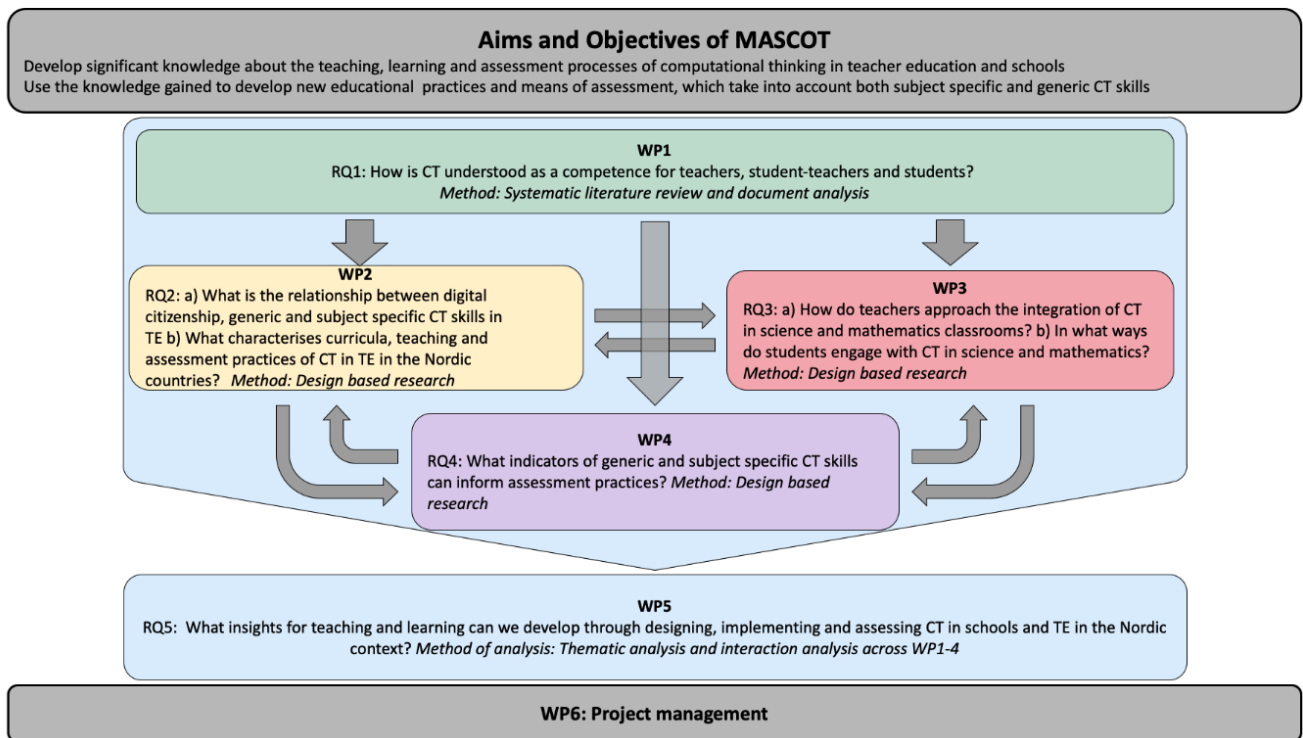 Aims and Objectives of MASCOT
Develop significant knowledge about the teaching, learning and assessment processes of computational thinking in teacher education and schools
Use the knowledge gained to develop new educational practices and means of assessment, which take into account both subject specific and generic CT skills
WP1
RQ1: How is CT understood as a competence for teachers, student-teachers and students?
Method: Systematic literature review and document analysis
WP2
RQ2: a) What is the relationship between digital
citizenship, generic and subject specific CT skills in
TE b) What characterises curricula, teaching and
assessment practices of CT in TE in the Nordic
countries? Method: Design based research
WP3
RQ3: a) How do teachers approach the integration of CT
in science and mathematics classrooms? b) In what ways
do students engage with CT in science and mathematics?
Method: Design based research
WP4
RQ4: What indicators of generic and subject specific CT skills
can inform assessment practices? Method: Design based
research
WP5
RQ5: What insights for teaching and learning can we develop through designing, implementing and assessing CT in schools and TE in the Nordic
context? Method of analysis: Thematic analysis and interaction analysis across WP1-4
WP6: Project management